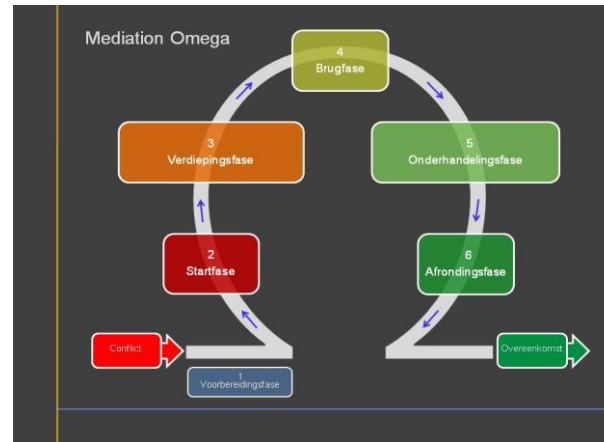 Mediation Omega
4
Brugfase
3
Verdiepingsfase
5
Onderhandelingsfase
2
Startfase
6
Afrondingsfase
Conflict
Overeenkomst
1
Voorbereidingsfase